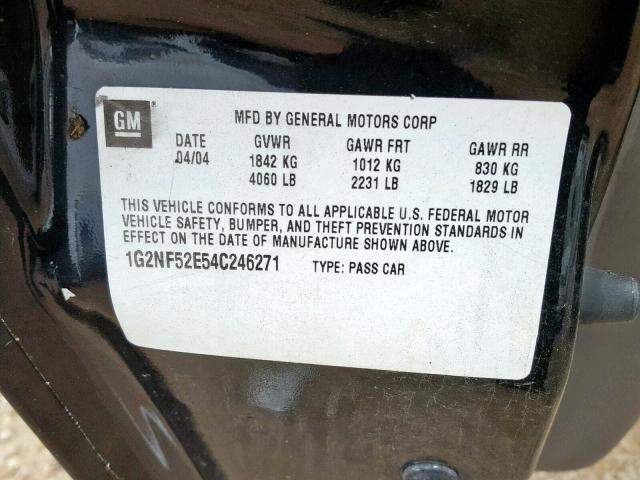 GM
MFD BY GENERAL MOTORS CORP
DATE GVWR GAWR FRT GAWR RR
04/04 1842 KG 1012 KG 830 KG
4060 LB 2231 LB 1829 LB
THIS VEHICLE CONFORMS TO ALL APPLICABLE U.S. FEDERAL MOTOR
VEHICLE SAFETY, BUMPER, AND THEFT PREVENTION STANDARDS IN
EFFECT ON THE DATE OF MANUFACTURE SHOWN ABOVE.
1G2NF52E54C246271 TYPE: PASS CAR